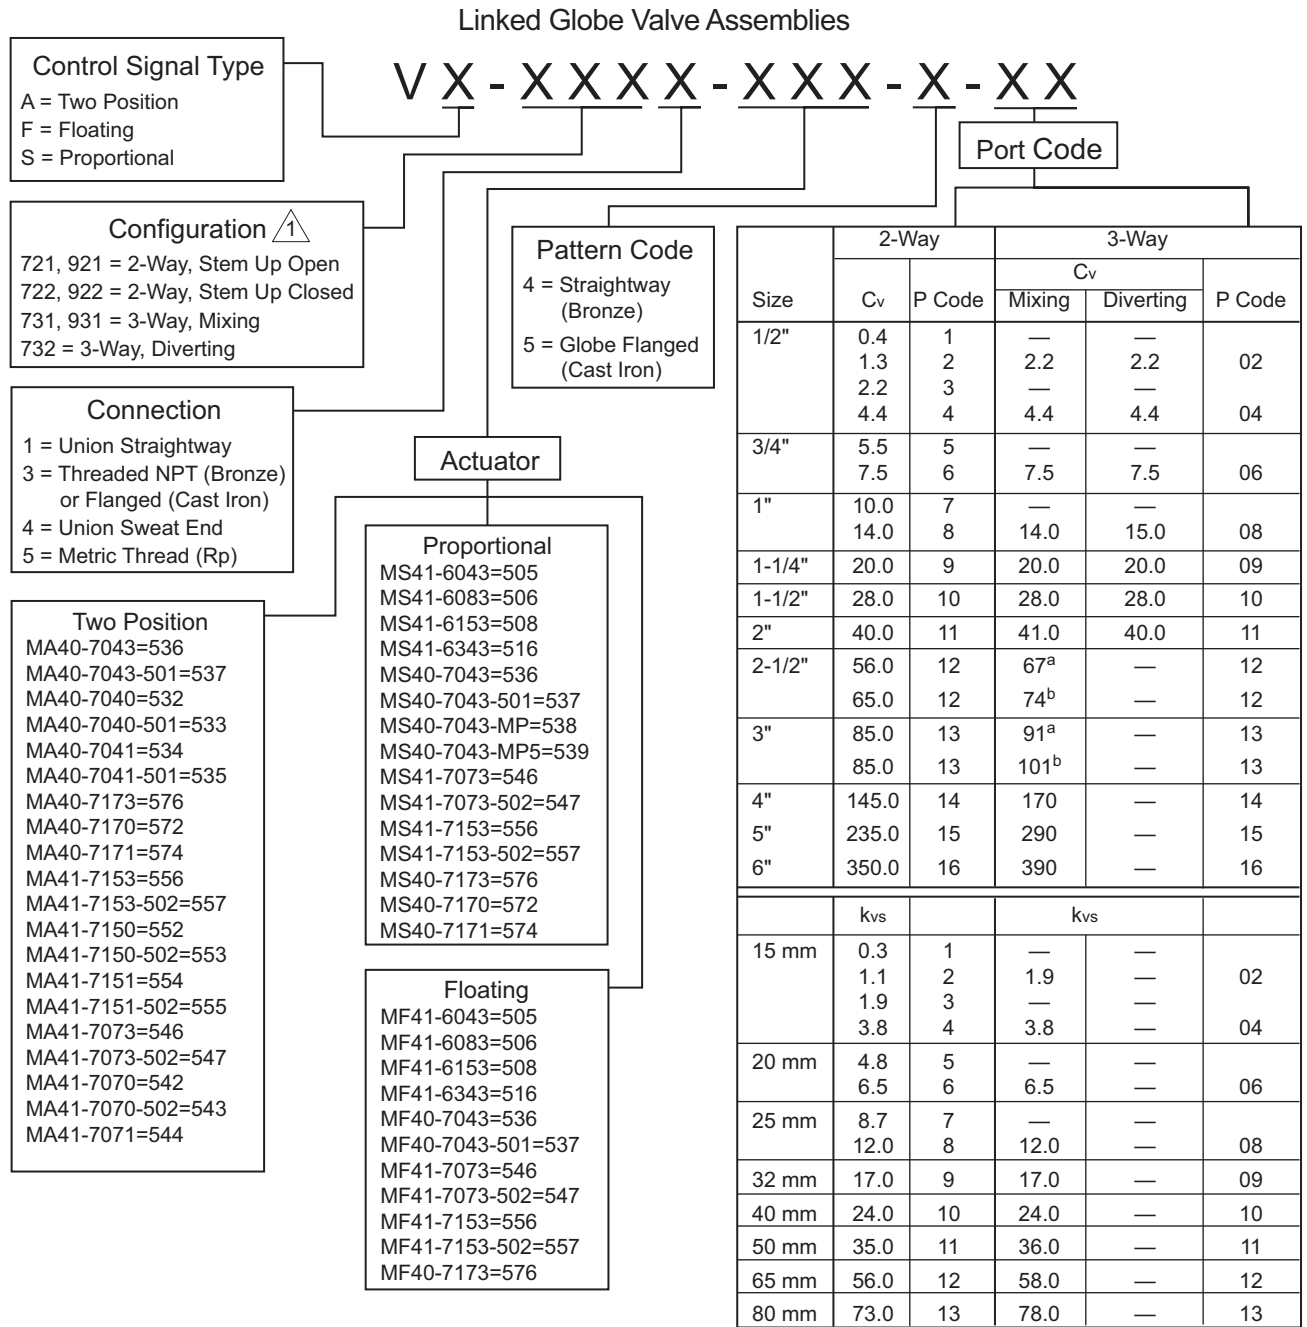 Linked Globe Valve Assemblies
V X - X X X X - X X X - X - X X
Control Signal Type
A = Two Position
F = Floating
S = Proportional
Configuration 1
721, 921 = 2-Way, Stem Up Open
722, 922 = 2-Way, Stem Up Closed
731, 931 = 3-Way, Mixing
732 = 3-Way, Diverting
Connection
1 = Union Straightway
3 = Threaded NPT (Bronze)
or Flanged (Cast Iron)
4 = Union Sweat End
5 = Metric Thread (Rp)
Pattern Code
4 = Straightway
(Bronze)
5 = Globe Flanged
(Cast Iron)
Actuator
Two Position
MA40-7043=536
MA40-7043-501=537
MA40-7040=532
MA40-7040-501=533
MA40-7041=534
MA40-7041-501=535
MA40-7173=576
MA40-7170=572
MA40-7171=574
MA41-7153=556
MA41-7153-502=557
MA41-7150=552
MA41-7150-502=553
MA41-7151=554
MA41-7151-502=555
MA41-7073=546
MA41-7073-502=547
MA41-7070=542
MA41-7070-502=543
MA41-7071=544
Proportional
MS41-6043=505
MS41-6083=506
MS41-6153=508
MS41-6343=516
MS40-7043=536
MS40-7043-501=537
MS40-7043-MP=538
MS40-7043-MP5=539
MS41-7073=546
MS41-7073-502=547
MS41-7153=556
MS41-7153-502=557
MS40-7173=576
MS40-7170=572
MS40-7171=574
Floating
MF41-6043=505
MF41-6083=506
MF41-6153=508
MF41-6343=516
MF40-7043=536
MF40-7043-501=537
MF41-7073=546
MF41-7073-502=547
MF41-7153=556
MF41-7153-502=557
MF40-7173=576
Port Code
2-Way 3-Way
Cv
Size Cv P Code Mixing Diverting P Code
1/2" 0.4 1 — —
1.3 2 2.2 2.2 02
2.2 3 — —
4.4 4 4.4 4.4 04
3/4" 5.5 5 — —
7.5 6 7.5 7.5 06
1" 10.0 7 — —
14.0 8 14.0 15.0 08
1-1/4" 20.0 9 20.0 20.0 09
1-1/2" 28.0 10 28.0 28.0 10
2" 40.0 11 41.0 40.0 11
2-1/2" 56.0 12 67a — 12
65.0 12 74b — 12
3" 85.0 13 91a — 13
85.0 13 101b — 13
4" 145.0 14 170 — 14
5" 235.0 15 290 — 15
6" 350.0 16 390 — 16
kvs kvs
15 mm 0.3 1 — —
1.1 2 1.9 — 02
1.9 3 — —
3.8 4 3.8 — 04
20 mm 4.8 5 — —
6.5 6 6.5 — 06
25 mm 8.7 7 — —
12.0 8 12.0 — 08
32 mm 17.0 9 17.0 — 09
40 mm 24.0 10 24.0 — 10
50 mm 35.0 11 36.0 — 11
65 mm 56.0 12 58.0 — 12
80 mm 73.0 13 78.0 — 13